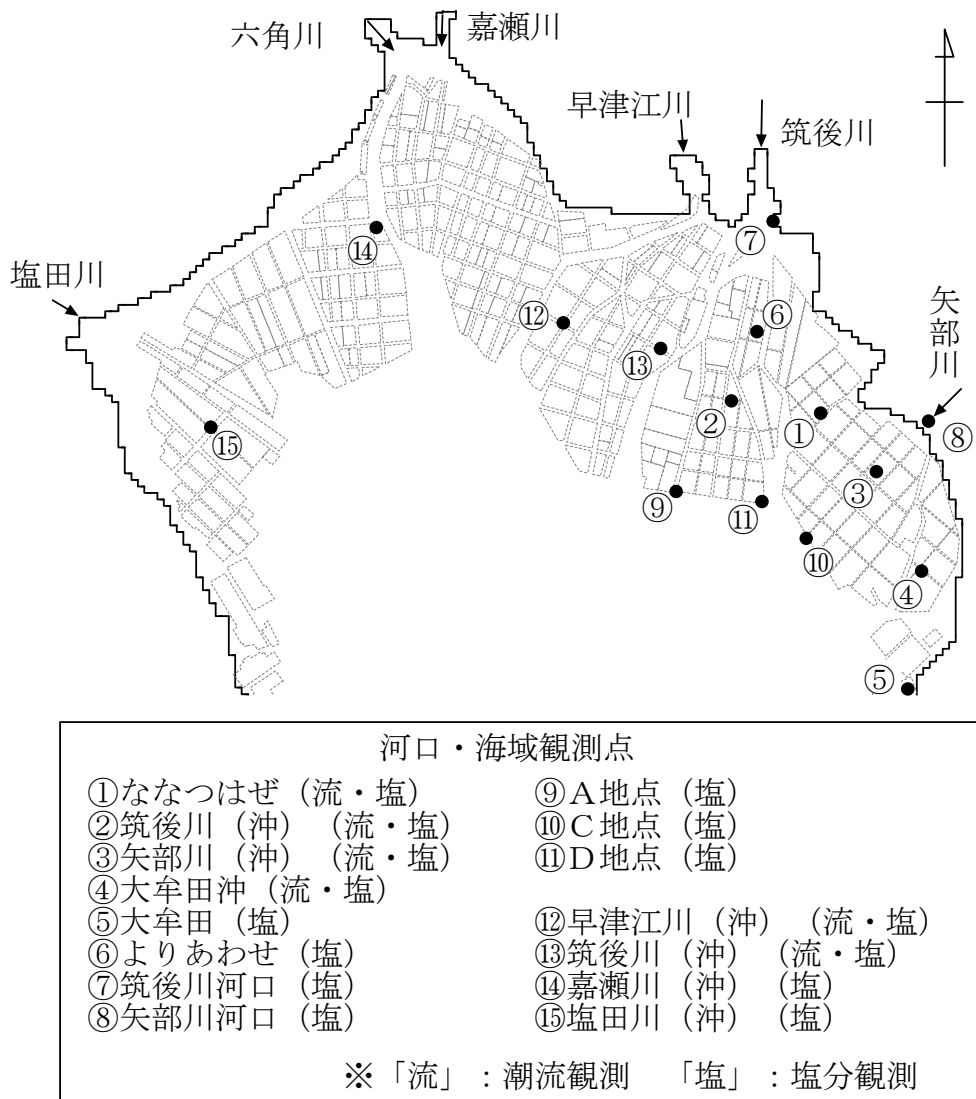 六角川
嘉瀬川
早津江川
筑後川
塩田川
矢部川
⑦
⑭
⑥
⑫
⑬
②
①
⑧
⑮
③
⑨
⑪
⑩
④
⑤
河口・海域観測点
①ななつはぜ（流・塩）
②筑後川（沖）（流・塩）
③矢部川（沖）（流・塩）
④大牟田沖（流・塩）
⑤大牟田（塩）
⑥よりあわせ（塩）
⑦筑後川河口（塩）
⑧矢部川河口（塩）
⑨Ａ地点（塩）
⑩Ｃ地点（塩）
⑪Ｄ地点（塩）
⑫早津江川（沖）（流・塩）
⑬筑後川（沖）（流・塩）
⑭嘉瀬川（沖）（塩）
⑮塩田川（沖）（塩）
※「流」：潮流観測　「塩」：塩分観測